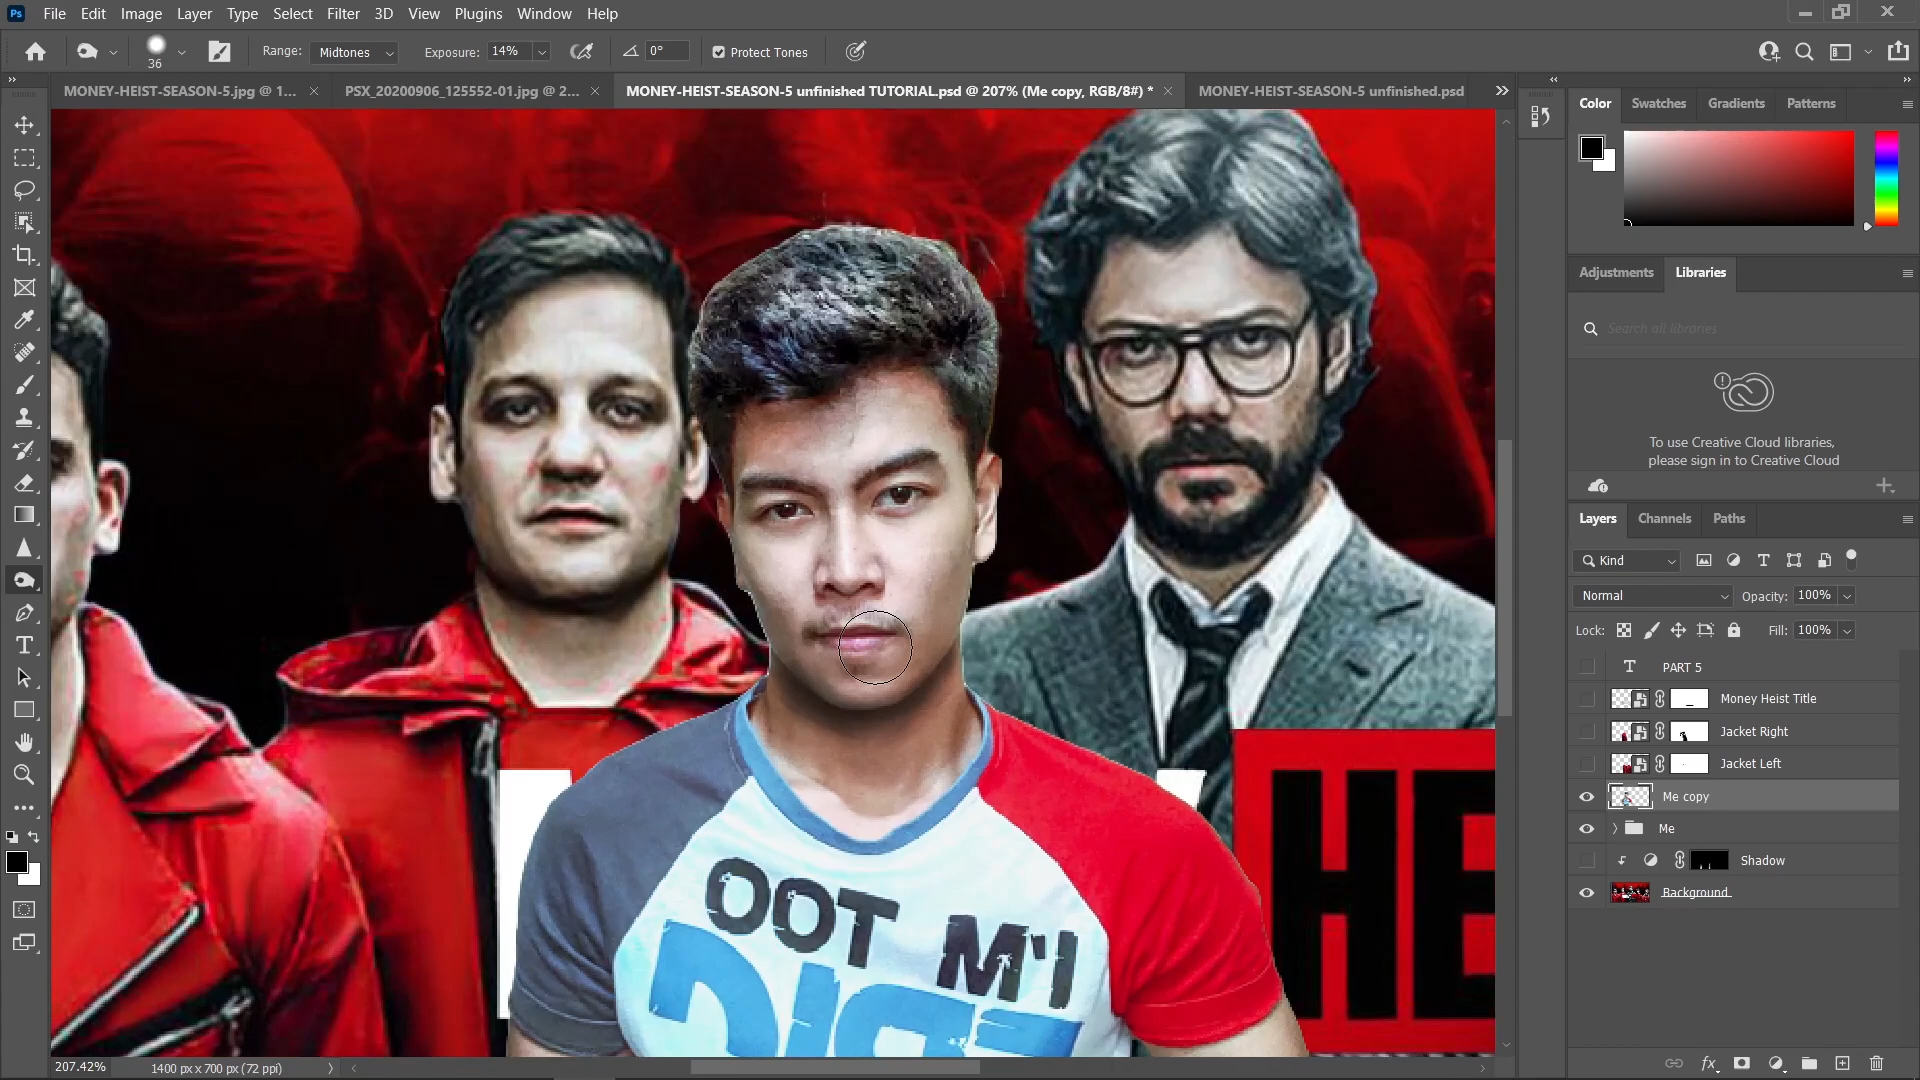 Ps File Edit Image Layer Type Select Filter 3D View Plugins Window Help
36 Range: Midtones Exposure: 14% 0° Protect Tones
MONEY-HEIST-SEASON-5.jpg @ 1... PSX_20200906_125552-01.jpg @ 2... MONEY-HEIST-SEASON-5 unfinished TUTORIAL.psd @ 207% (Me copy, RGB/8#) * MONEY-HEIST-SEASON-5 unfinished.psd
Color Swatches Gradients Patterns
Adjustments Libraries
Search all libraries
To use Creative Cloud libraries,
please sign in to Creative Cloud
Layers Channels Paths
Kind
Normal Opacity: 100%
Lock: Fill: 100%
PART 5
Money Heist Title
Jacket Right
Jacket Left
Me copy
Me
Shadow
Background
OOT M'I
HE
207.42% 1400 px x 700 px (72 ppi)
fx